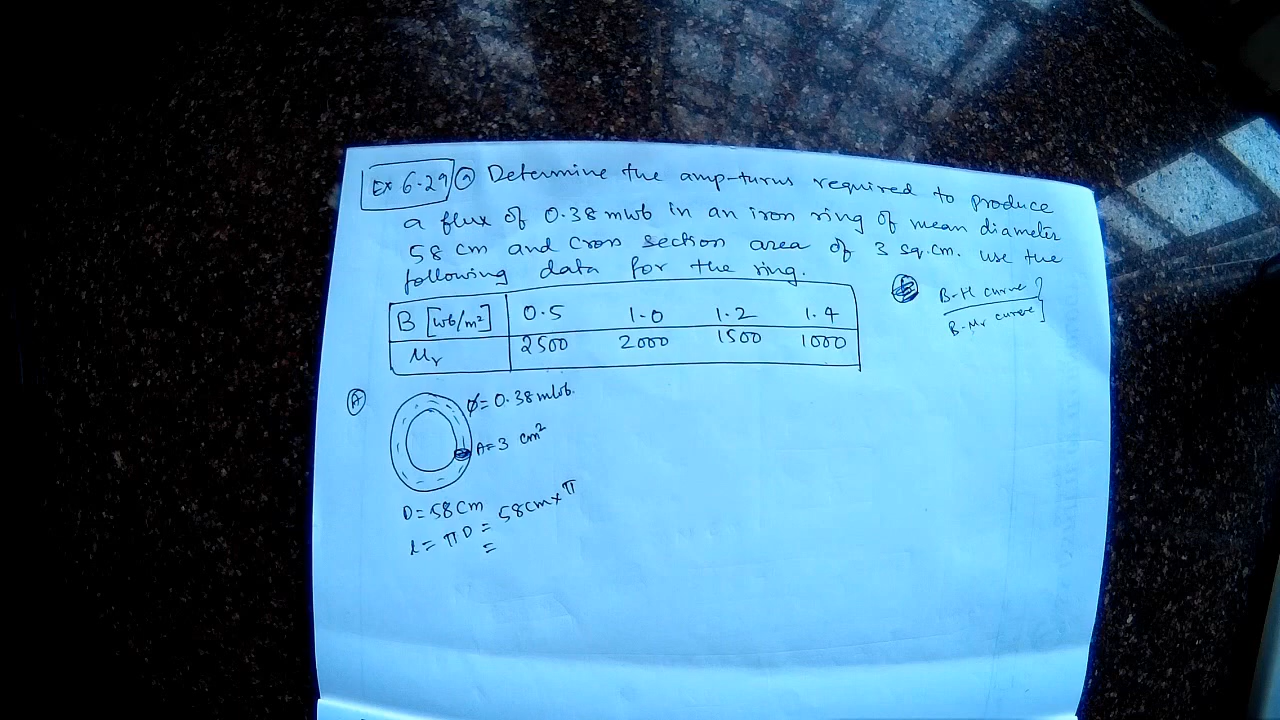 Ex 6.29 Q Determine the amp-turns required to produce
a flux of 0.38 mwb in an iron ring of mean diameter
58 cm and cross section area of 3 sq.cm. use the
following data for the ring.
B [wb/m²] 0.5 1.0 1.2 1.4
μr 2500 2000 1500 1000
B-H curve
B-μr curve
A
φ = 0.38 mwb.
A = 3 cm²
D = 58 cm
l = πD = 58 cm × π
=